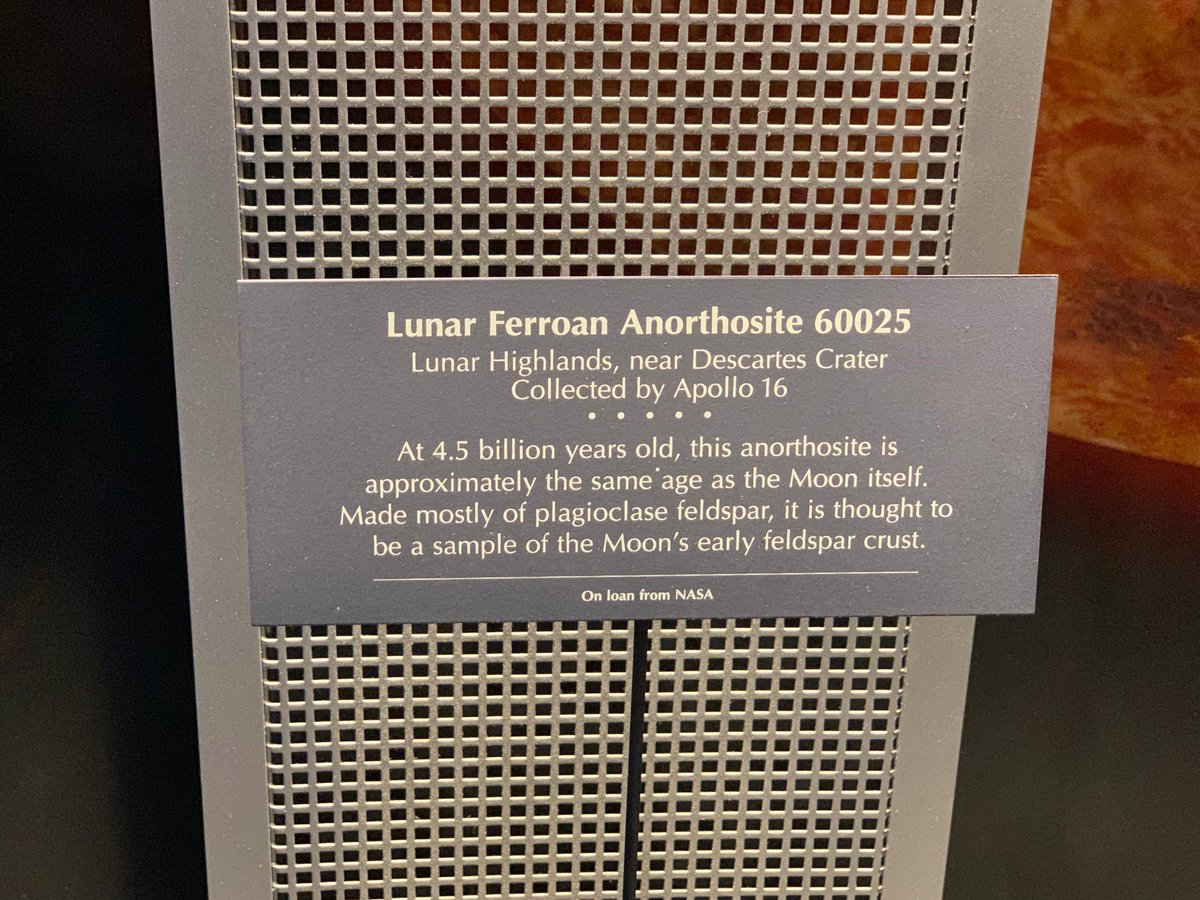 Lunar Ferroan Anorthosite 60025
Lunar Highlands, near Descartes Crater
Collected by Apollo 16
• • • • •
At 4.5 billion years old, this anorthosite is
approximately the same age as the Moon itself.
Made mostly of plagioclase feldspar, it is thought to
be a sample of the Moon’s early feldspar crust.
On loan from NASA